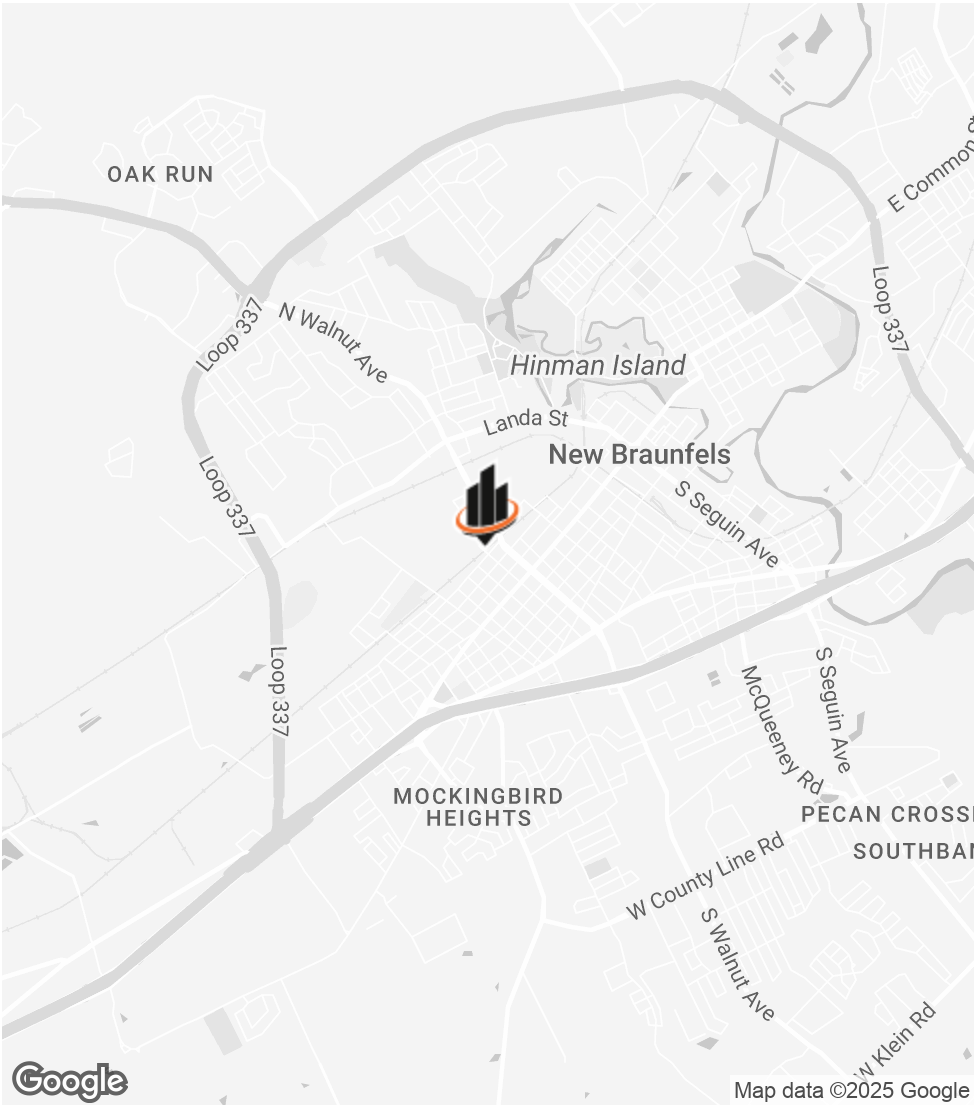 OAK RUN
E Common St
Loop 337
Loop 337
N Walnut Ave
Hinman Island
Landa St
New Braunfels
Loop 337
S Seguin Ave
Loop 337
S Seguin Ave
McQueeney Rd
MOCKINGBIRD
HEIGHTS
PECAN CROSSI
SOUTHBAN
W County Line Rd
S Walnut Ave
W Klein Rd
Google
Map data ©2025 Google